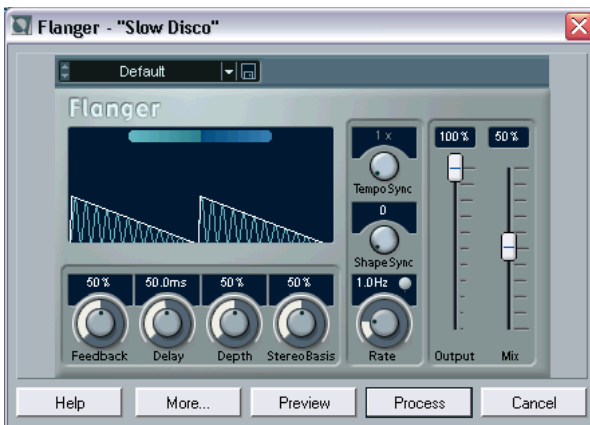 Flanger - "Slow Disco"
Default
Flanger
1 x
100 %
50 %
Tempo Sync
0
Shape Sync
50 %
50.0ms
50 %
50 %
1.0Hz
Feedback
Delay
Depth
Stereo Basis
Rate
Output
Mix
Help
More...
Preview
Process
Cancel